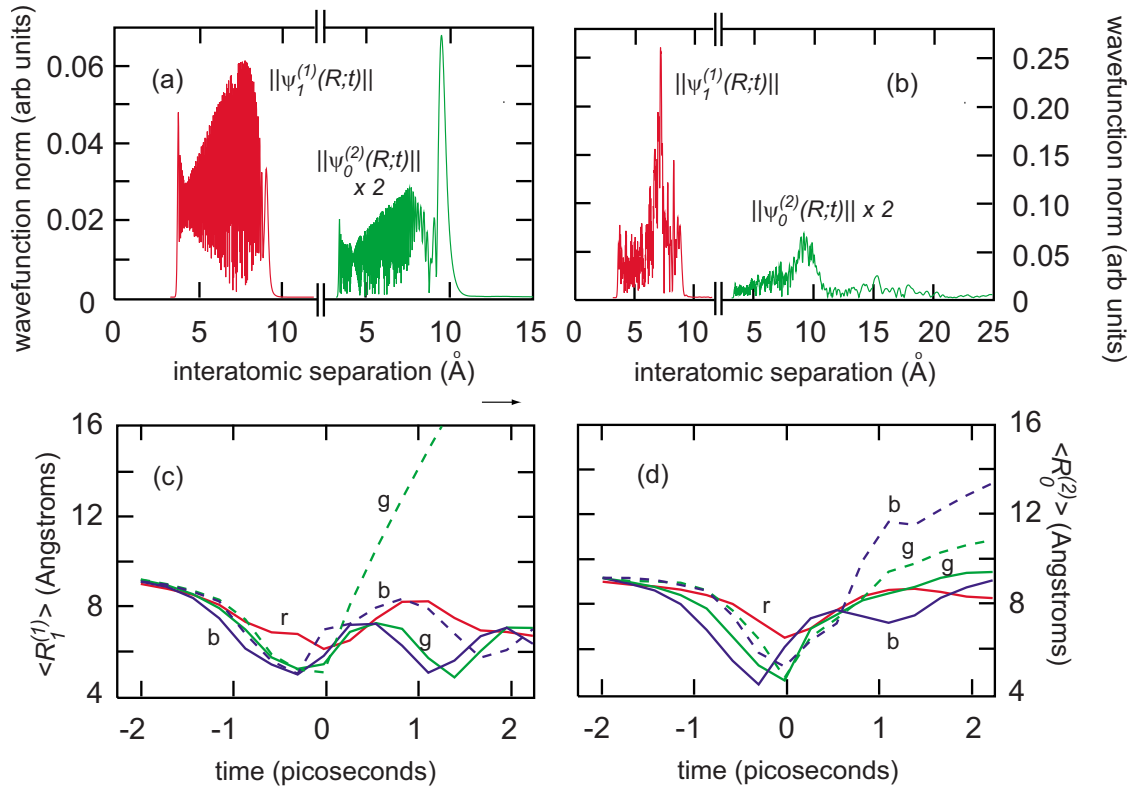 wavefunction norm (arb units)
0.06
0.04
0.02
0
(a)
||ψ₁⁽¹⁾(R;t)||
||ψ₀⁽²⁾(R;t)||
x 2
0 5 10 5 10 15
interatomic separation (Å)
(b)
||ψ₁⁽¹⁾(R;t)||
||ψ₀⁽²⁾(R;t)|| x 2
0.25
0.20
0.15
0.10
0.05
0
wavefunction norm (arb units)
0 5 10 5 10 15 20 25
interatomic separation (Å)
<R₁⁽¹⁾> (Angstroms)
16
12
8
4
(c)
g
b
r
b
g
-2 -1 0 1 2
time (picoseconds)
(d)
b
g
g
r
b
16
12
8
4
<R₀⁽²⁾> (Angstroms)
-2 -1 0 1 2
time (picoseconds)